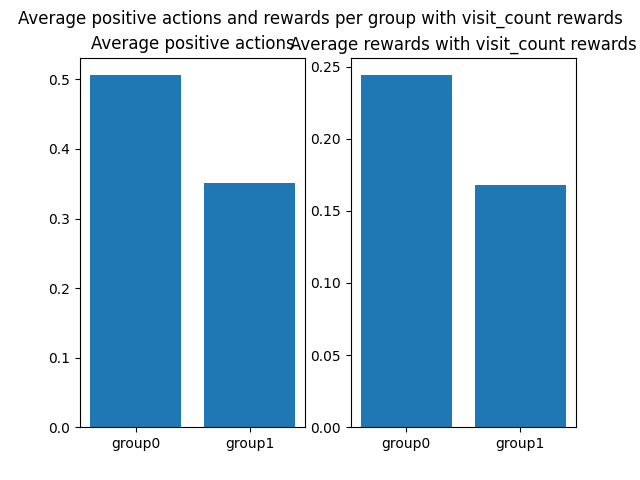 Average positive actions and rewards per group with visit_count rewards
Average positive actions
Average rewards with visit_count rewards
0.5
0.4
0.3
0.2
0.1
0.0
group0
group1
0.25
0.20
0.15
0.10
0.05
0.00
group0
group1